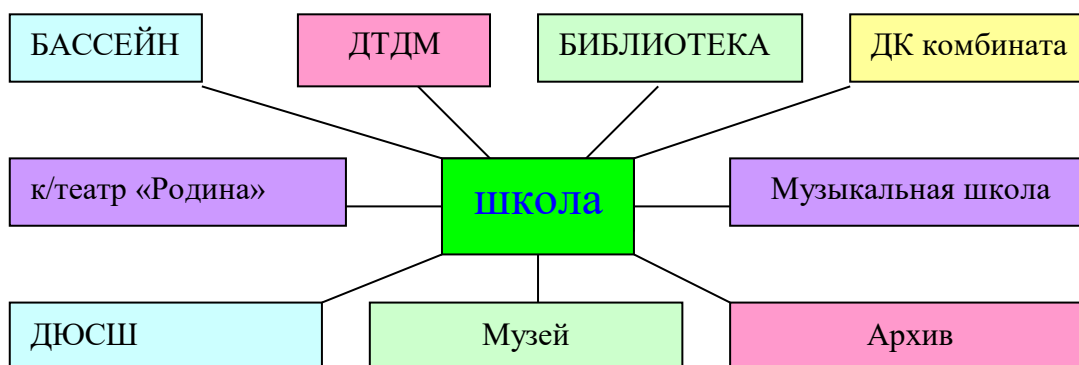 БАССЕЙН
ДТДМ
БИБЛИОТЕКА
ДК комбината
к/театр «Родина»
школа
Музыкальная школа
ДЮСШ
Музей
Архив